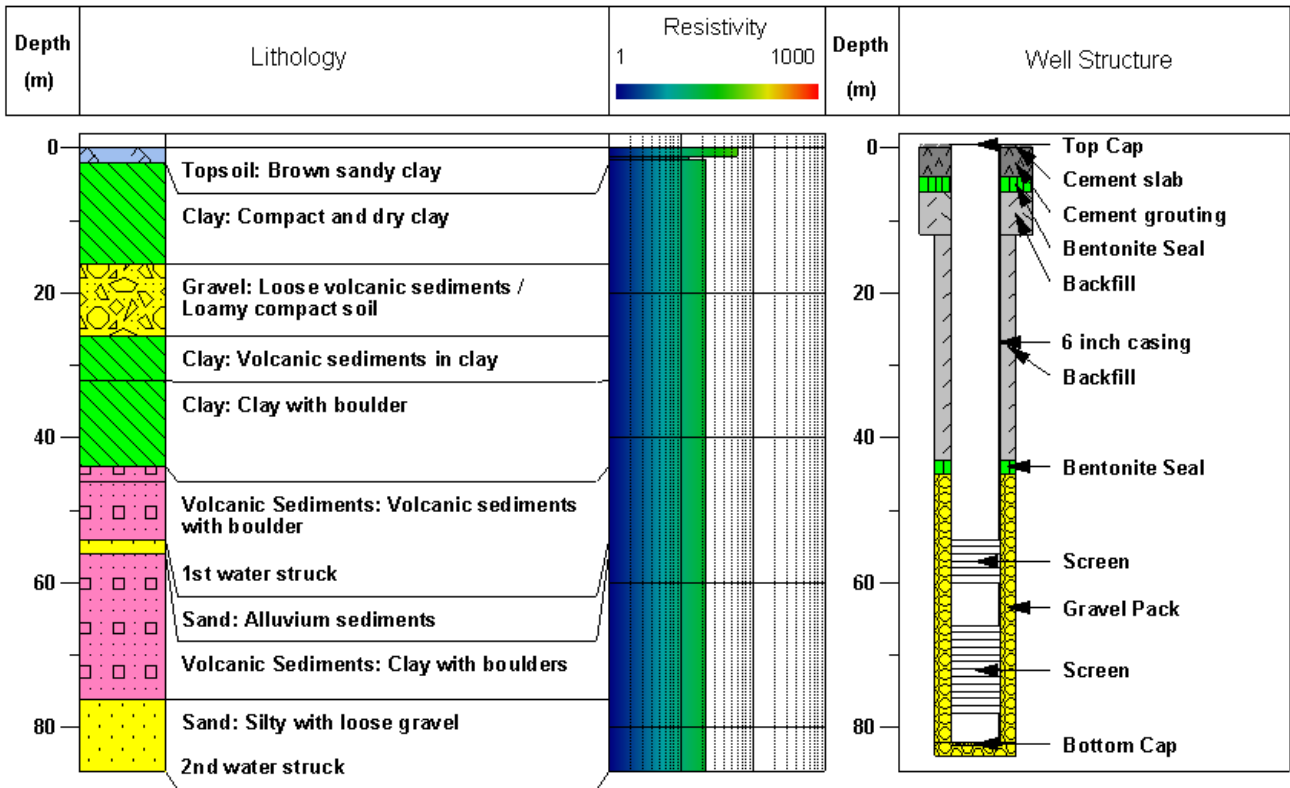 Depth
(m)
Lithology
Resistivity
1 1000
Depth
(m)
Well Structure
0
20
40
60
80
Topsoil: Brown sandy clay
Clay: Compact and dry clay
Gravel: Loose volcanic sediments /
Loamy compact soil
Clay: Volcanic sediments in clay
Clay: Clay with boulder
Volcanic Sediments: Volcanic sediments
with boulder
1st water struck
Sand: Alluvium sediments
Volcanic Sediments: Clay with boulders
Sand: Silty with loose gravel
2nd water struck
0
20
40
60
80
Top Cap
Cement slab
Cement grouting
Bentonite Seal
Backfill
6 inch casing
Backfill
Bentonite Seal
Screen
Gravel Pack
Screen
Bottom Cap